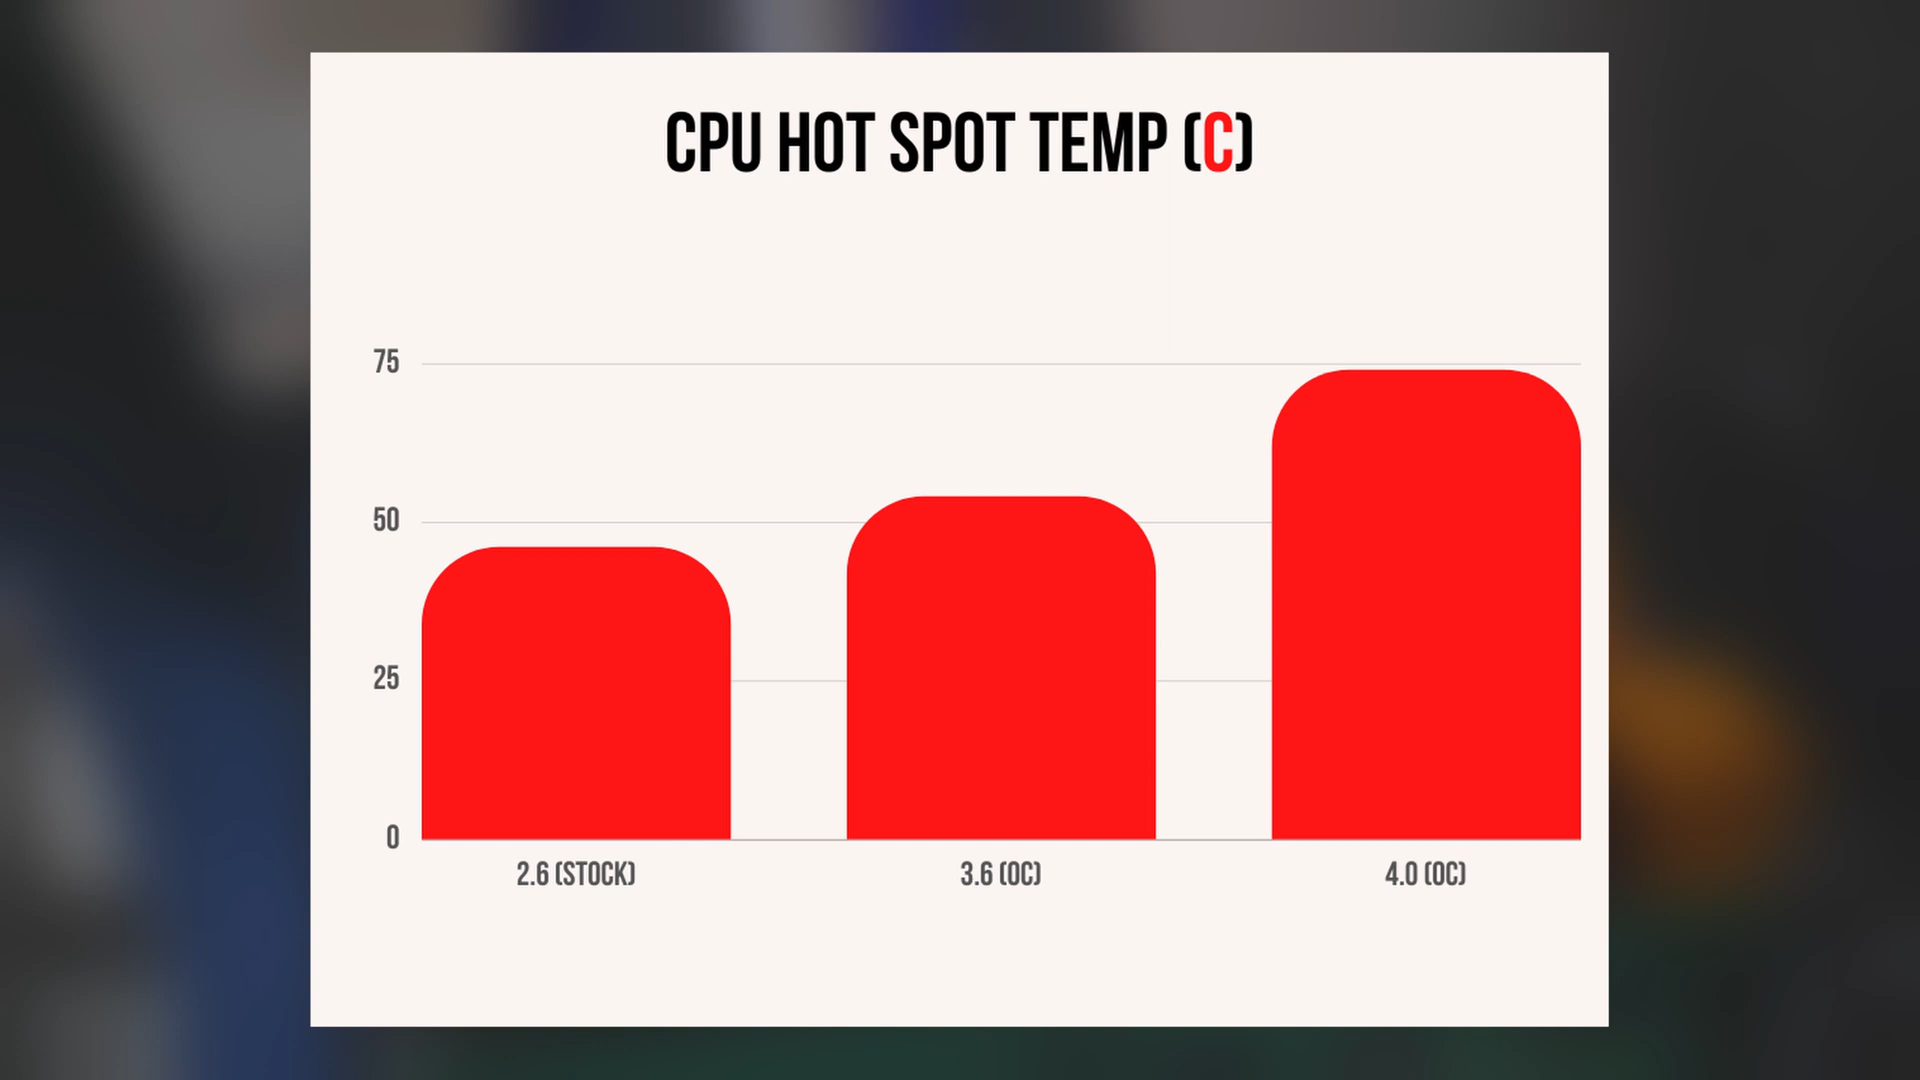 CPU HOT SPOT TEMP (C)
75
50
25
0
2.6 (STOCK)
3.6 (OC)
4.0 (OC)